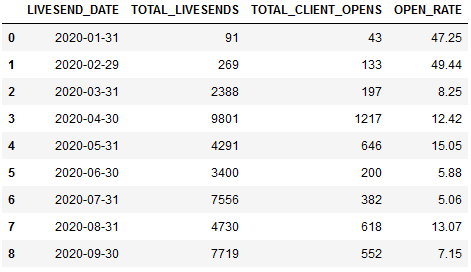 LIVESEND_DATE TOTAL_LIVESENDS TOTAL_CLIENT_OPENS OPEN_RATE
0 2020-01-31 91 43 47.25
1 2020-02-29 269 133 49.44
2 2020-03-31 2388 197 8.25
3 2020-04-30 9801 1217 12.42
4 2020-05-31 4291 646 15.05
5 2020-06-30 3400 200 5.88
6 2020-07-31 7556 382 5.06
7 2020-08-31 4730 618 13.07
8 2020-09-30 7719 552 7.15